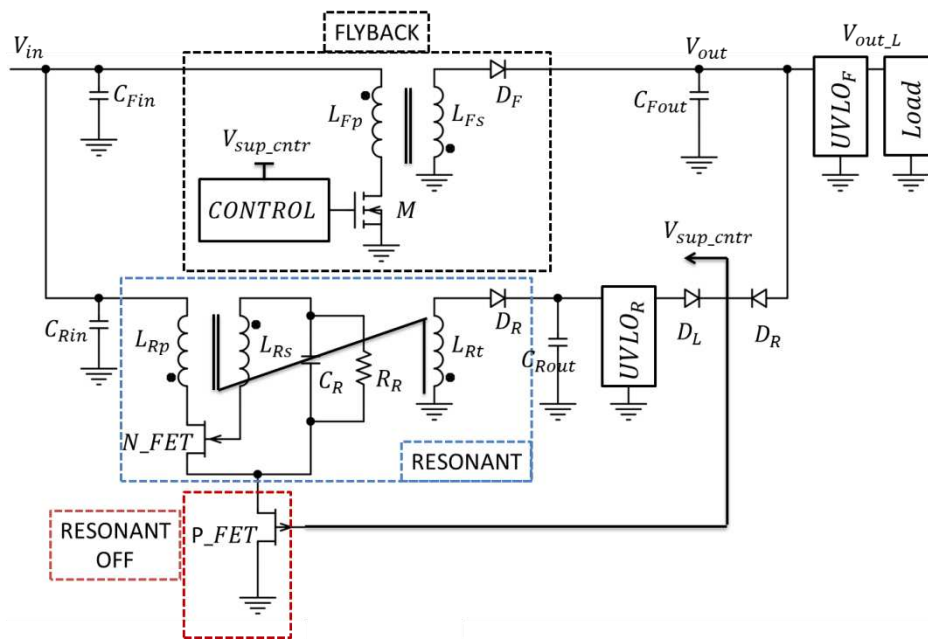 FLYBACK
V_in
V_out
V_out_L
C_Fin
L_Fp
L_Fs
D_F
C_Fout
UVLO_F
Load
V_sup_cntr
CONTROL
M
V_sup_cntr
C_Rin
L_Rp
L_Rs
C_R
R_R
L_Rt
D_R
C_Rout
UVLO_R
D_L
D_R
N_FET
RESONANT
RESONANT
OFF
P_FET